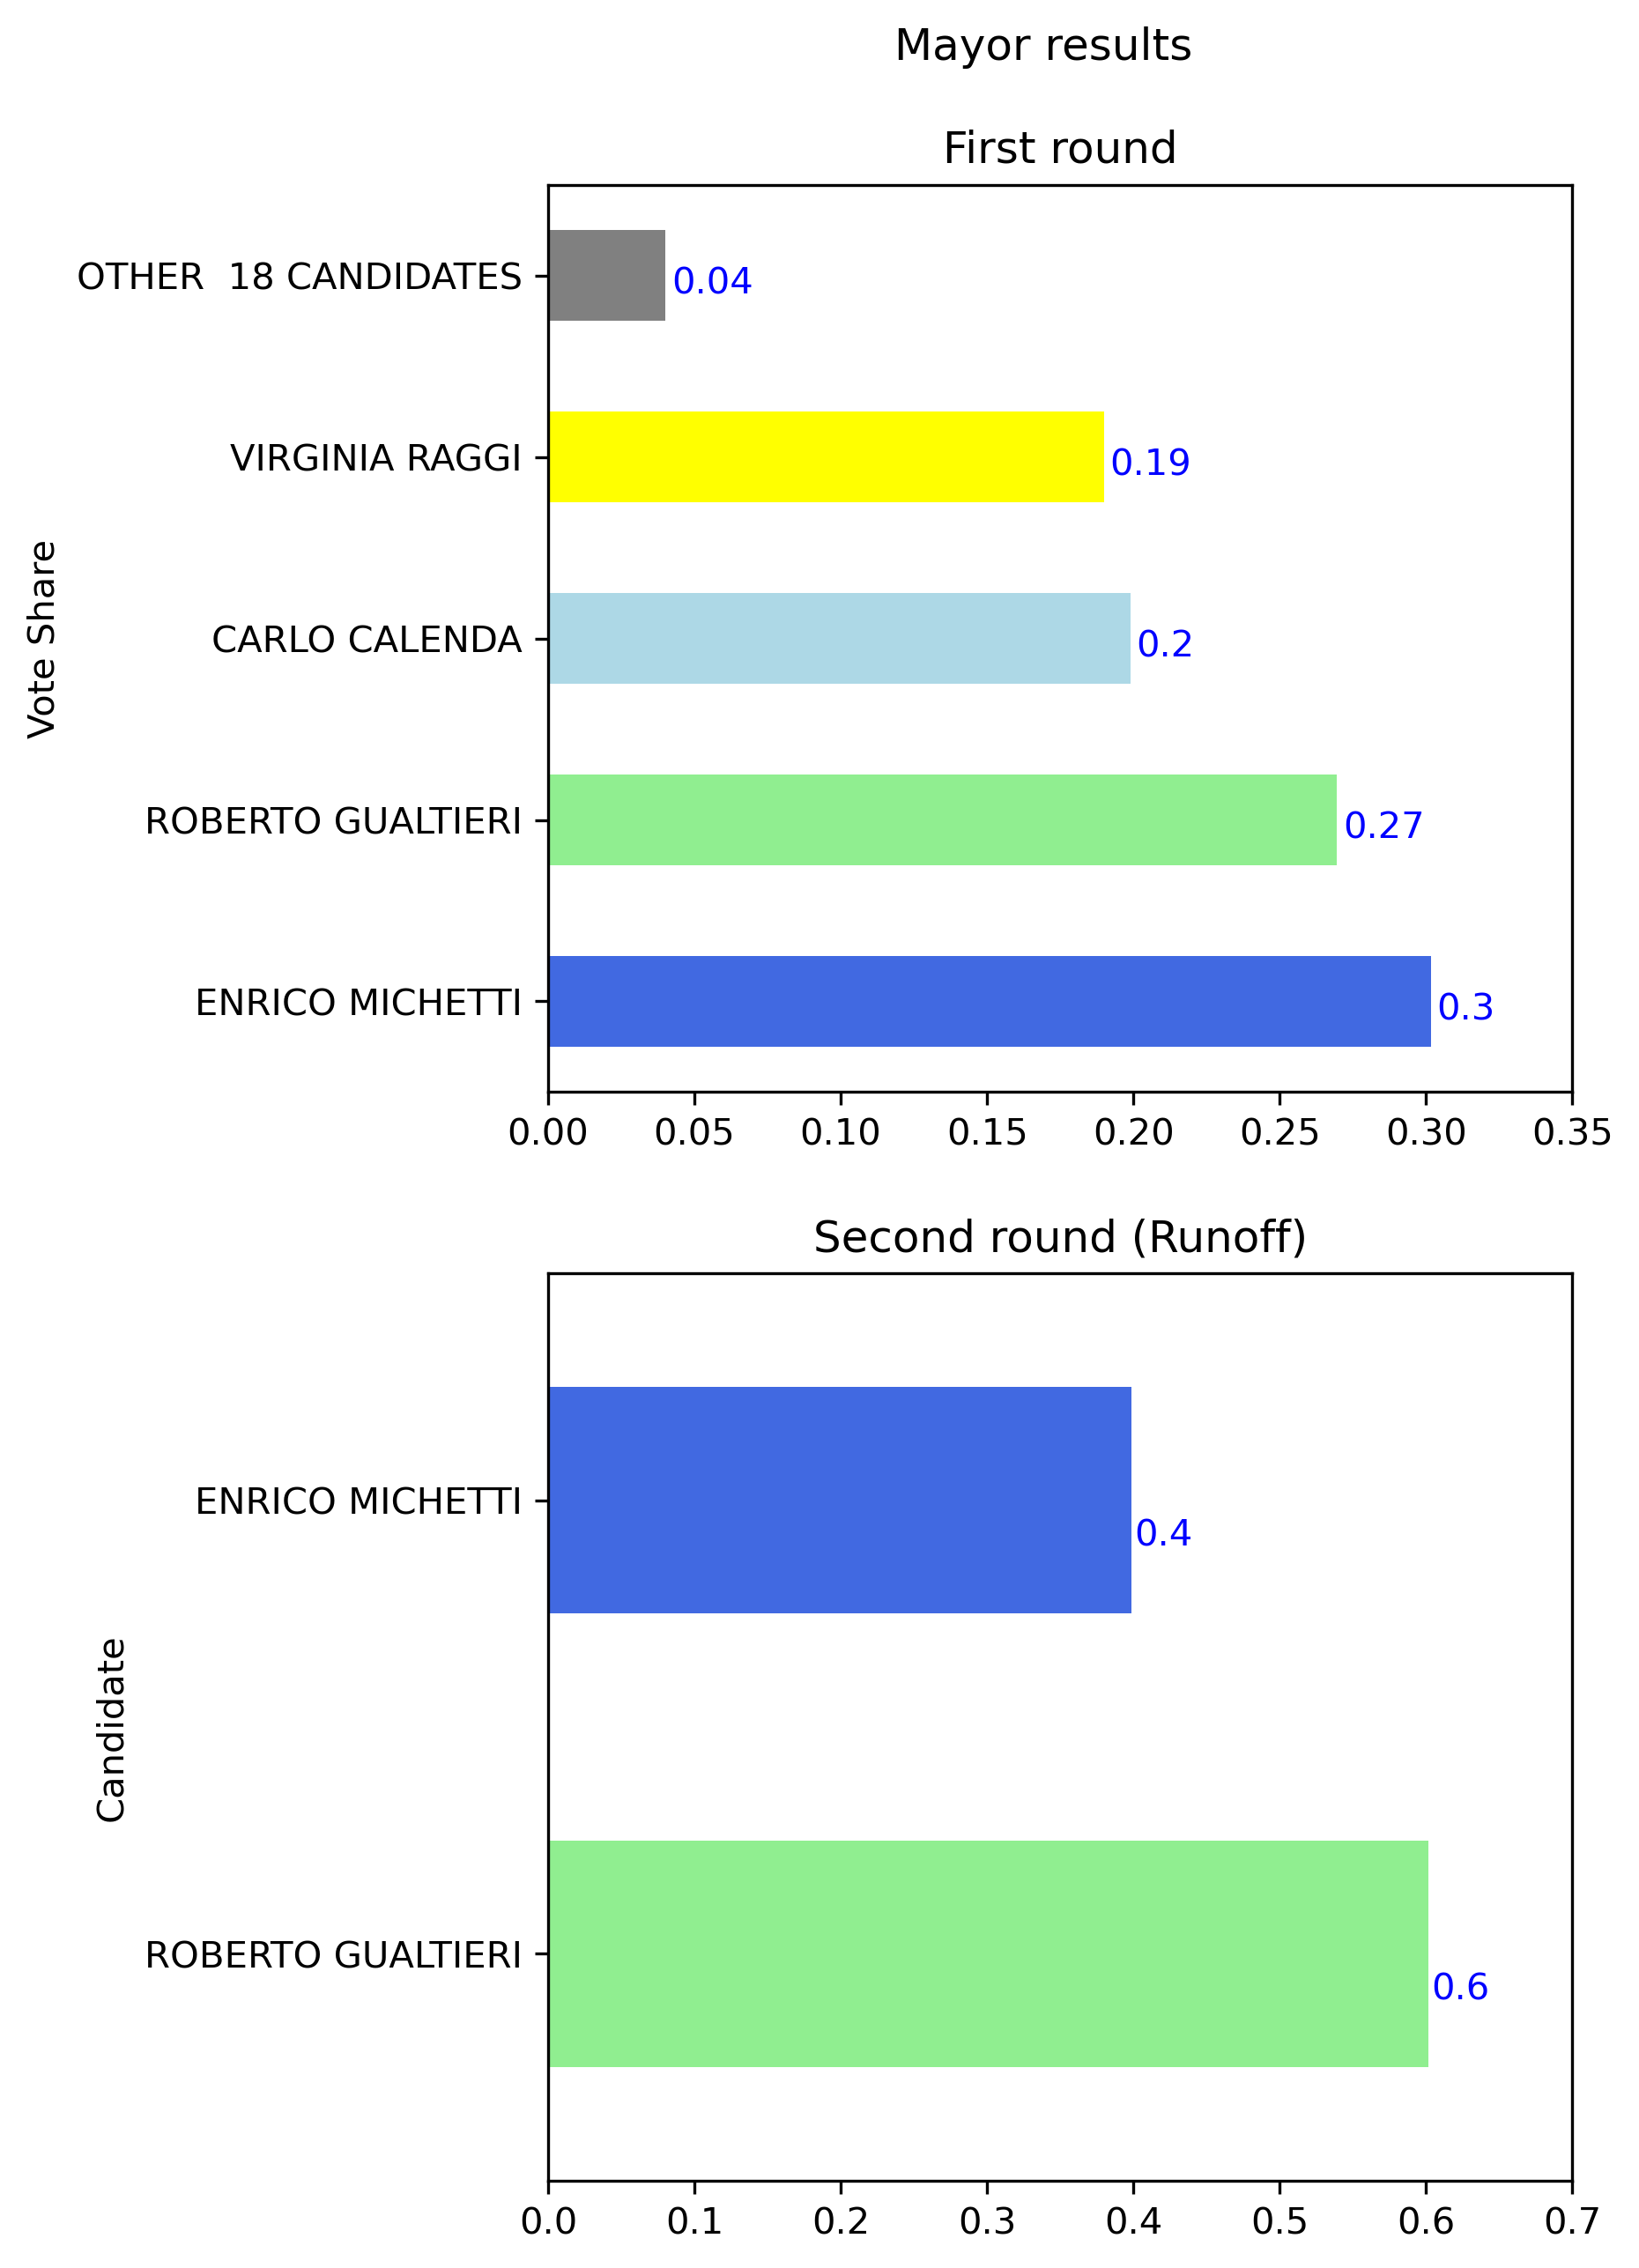 Mayor results
First round
Vote Share
OTHER  18 CANDIDATES
0.04
VIRGINIA RAGGI
0.19
CARLO CALENDA
0.2
ROBERTO GUALTIERI
0.27
ENRICO MICHETTI
0.3
0.00 0.05 0.10 0.15 0.20 0.25 0.30 0.35
Second round (Runoff)
Candidate
ENRICO MICHETTI
0.4
ROBERTO GUALTIERI
0.6
0.0 0.1 0.2 0.3 0.4 0.5 0.6 0.7